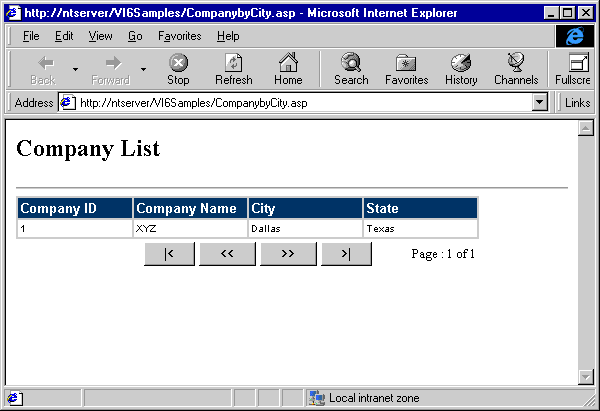 http://ntserver/VI6Samples/CompanybyCity.asp - Microsoft Internet Explorer
File Edit View Go Favorites Help
Back Forward Stop Refresh Home Search Favorites History Channels Fullscre
Address http://ntserver/VI6Samples/CompanybyCity.asp Links
Company List
Company ID Company Name City State
1 XYZ Dallas Texas
|< << >> >| Page : 1 of 1
Local intranet zone